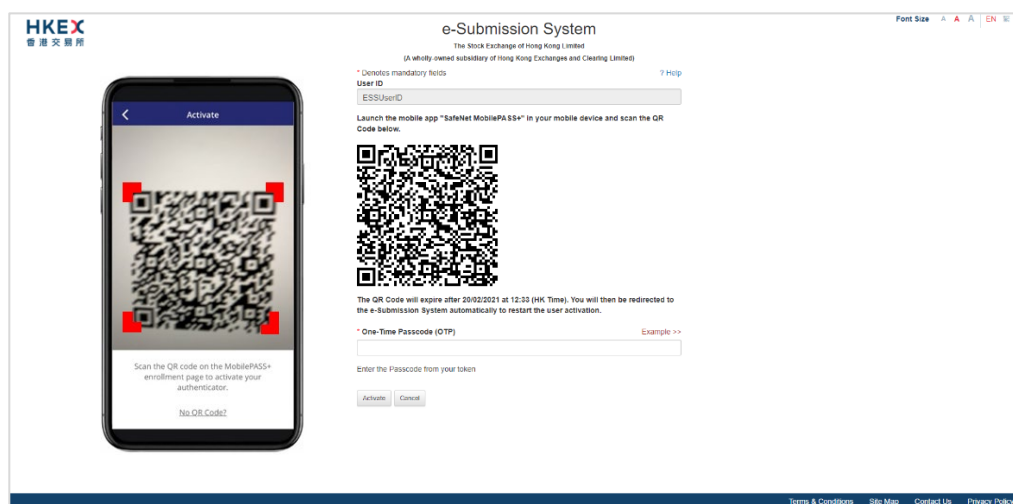 HKEX
香港交易所
Font Size A A A EN 繁
e-Submission System
The Stock Exchange of Hong Kong Limited
(A wholly-owned subsidiary of Hong Kong Exchanges and Clearing Limited)
* Denotes mandatory fields ? Help
User ID
ESSUserID
Launch the mobile app "SafeNet MobilePASS+" in your mobile device and scan the QR
Code below.
The QR Code will expire after 20/02/2021 at 12:33 (HK Time). You will then be redirected to
the e-Submission System automatically to restart the user activation.
* One-Time Passcode (OTP) Example >>
Enter the Passcode from your token
Activate Cancel
Activate
Scan the QR code on the MobilePASS+
enrollment page to activate your
authenticator.
No QR Code?
Terms & Conditions Site Map Contact Us Privacy Policy